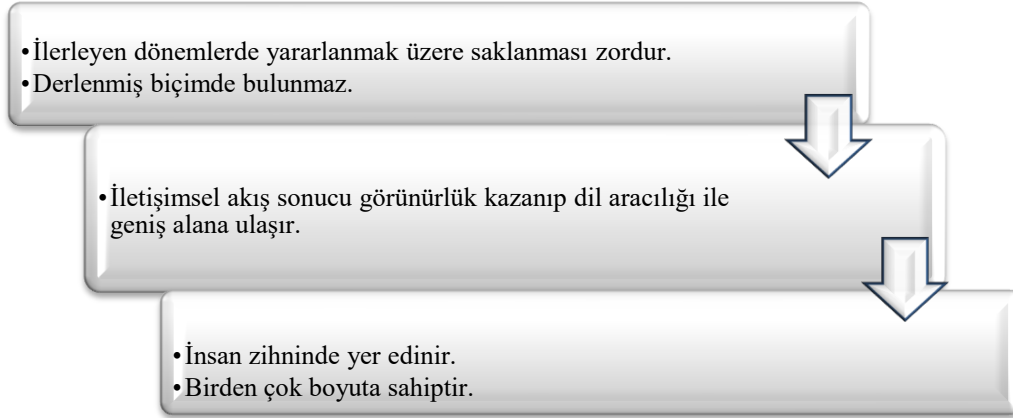 •İlerleyen dönemlerde yararlanmak üzere saklanması zordur.
•Derlenmiş biçimde bulunmaz.
•İletişimsel akış sonucu görünürlük kazanıp dil aracılığı ile
geniş alana ulaşır.
•İnsan zihninde yer edinir.
•Birden çok boyuta sahiptir.